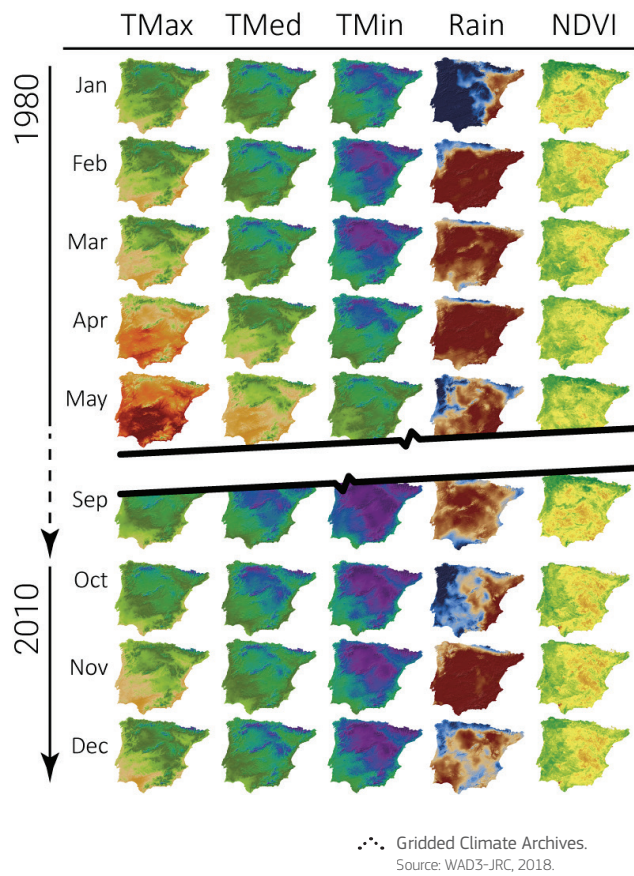 TMax TMed TMin Rain NDVI
1980
Jan
Feb
Mar
Apr
May
2010
Sep
Oct
Nov
Dec
Gridded Climate Archives.
Source: WAD3-JRC, 2018.